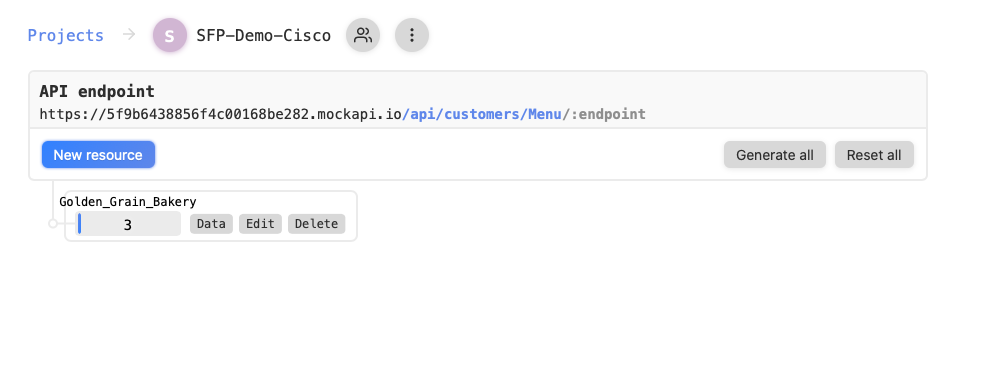 Projects → S SFP-Demo-Cisco
API endpoint
https://5f9b6438856f4c00168be282.mockapi.io/api/customers/Menu/:endpoint
New resource Generate all Reset all
Golden_Grain_Bakery
3 Data Edit Delete